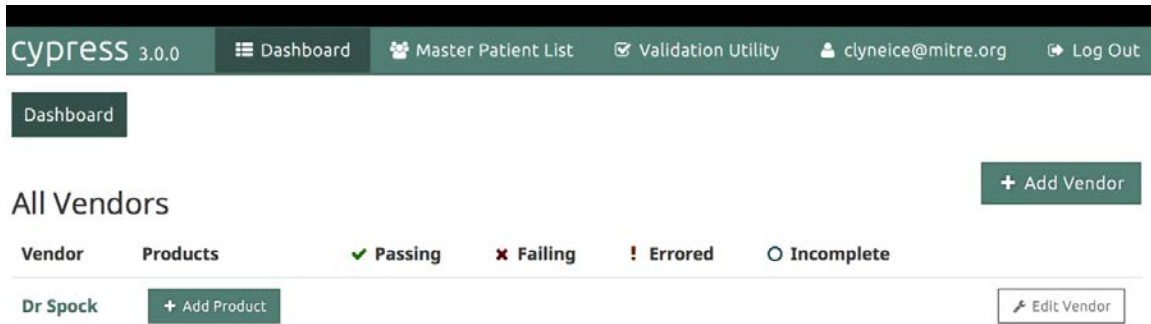 cypress 3.0.0 Dashboard Master Patient List Validation Utility clyneice@mitre.org Log Out
Dashboard
+ Add Vendor
All Vendors
Vendor Products Passing Failing ! Errored Incomplete
Dr Spock + Add Product Edit Vendor